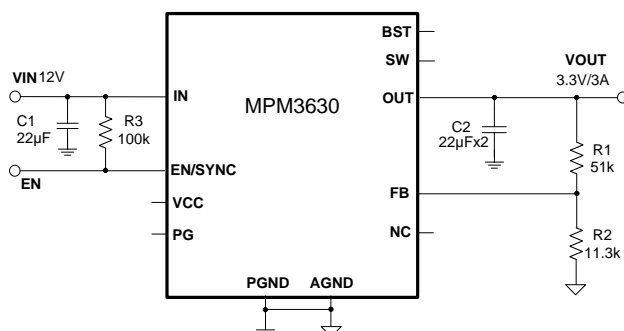 BST
SW
VIN 12V
VOUT
3.3V/3A
IN
MPM3630
OUT
C1
22µF
R3
100k
C2
22µFx2
R1
51k
EN
EN/SYNC
FB
VCC
PG
NC
R2
11.3k
PGND
AGND